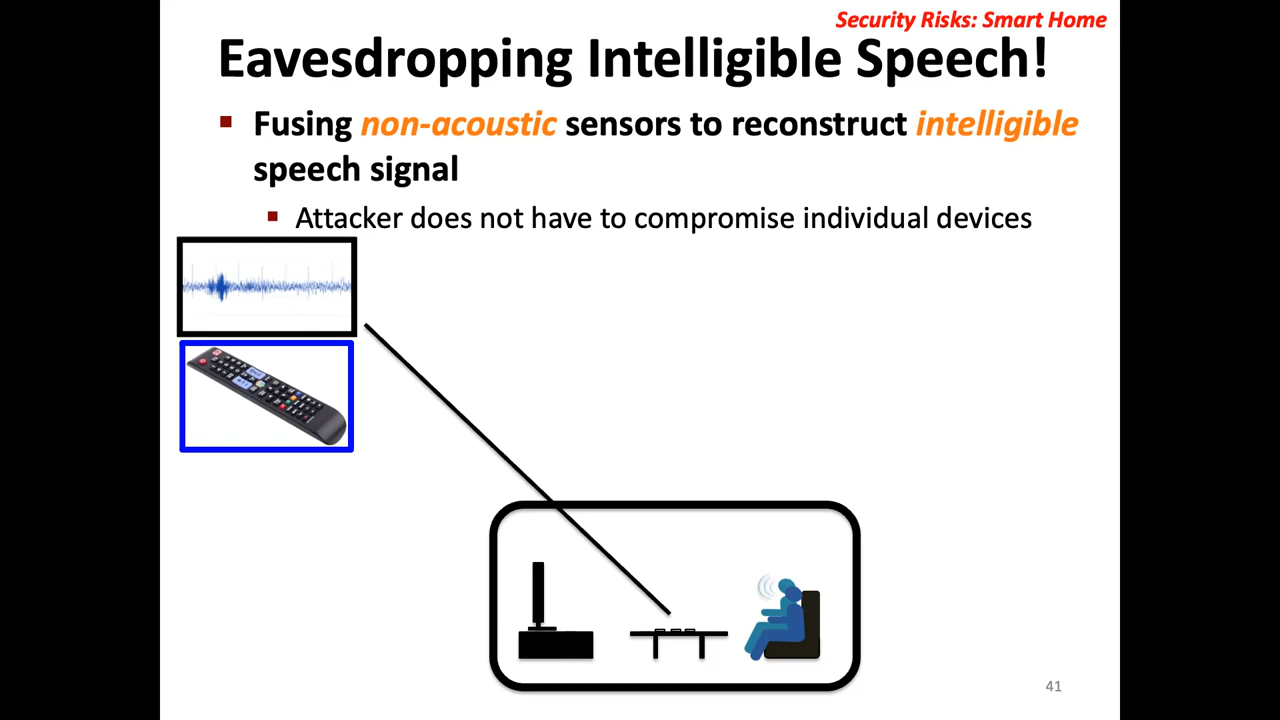 Security Risks: Smart Home
Eavesdropping Intelligible Speech!
Fusing non-acoustic sensors to reconstruct intelligible
speech signal
Attacker does not have to compromise individual devices
41